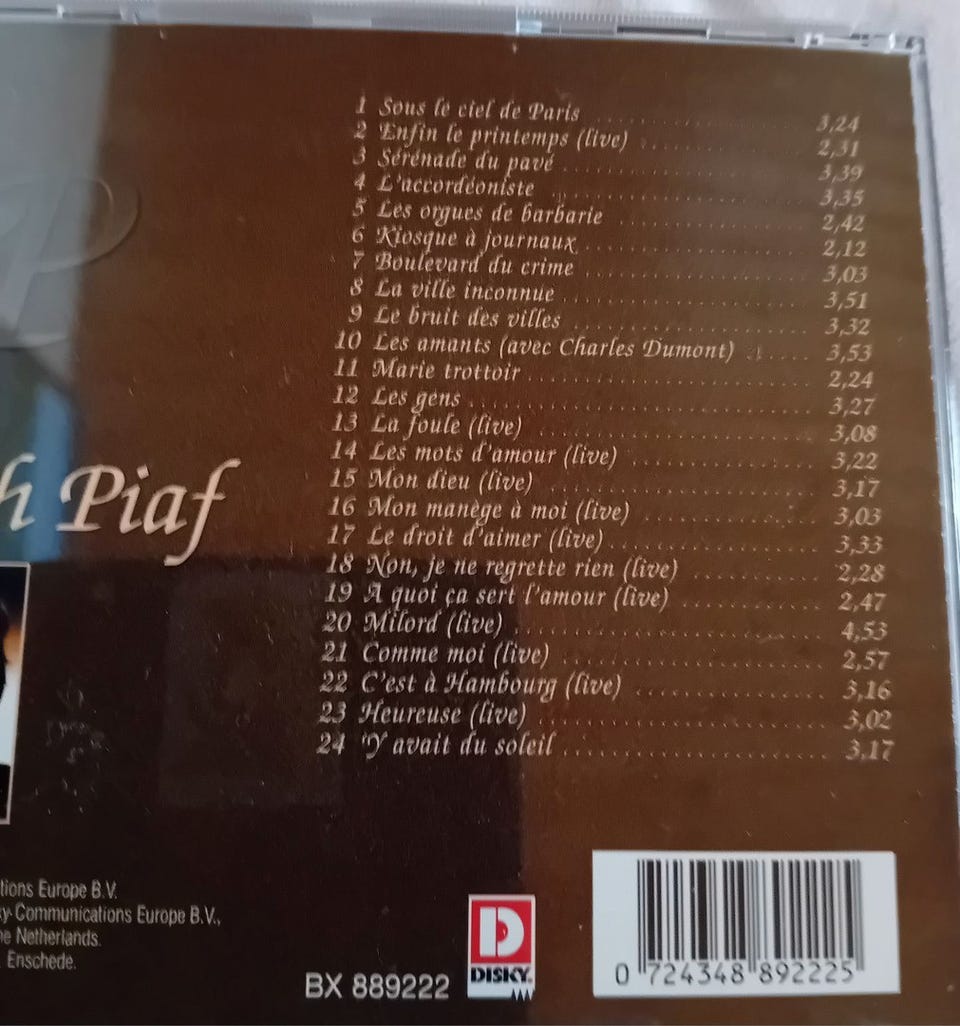 1 Sous le ciel de Paris 3,24
2 Enfin le printemps (live) 2,31
3 Sérénade du pavé 3,39
4 L'accordéoniste 3,35
5 Les orgues de barbarie 2,42
6 Kiosque à journaux 2,12
7 Boulevard du crime 3,03
8 La ville inconnue 3,51
9 Le bruit des villes 3,32
10 Les amants (avec Charles Dumont) 3,53
11 Marie trottoir 2,24
12 Les gens 3,27
13 La foule (live) 3,08
14 Les mots d'amour (live) 3,22
15 Mon dieu (live) 3,17
16 Mon manège à moi (live) 3,03
17 Le droit d'aimer (live) 3,33
18 Non, je ne regrette rien (live) 2,28
19 A quoi ça sert l'amour (live) 2,47
20 Milord (live) 4,53
21 Comme moi (live) 2,57
22 C'est à Hambourg (live) 3,16
23 Heureuse (live) 3,02
24 'Y avait du soleil 3,17
h Piaf
P
tions Europe B.V.
y Communications Europe B.V.,
e Netherlands.
Enschede.
BX 889222
D
DISKY
0 724348 892225